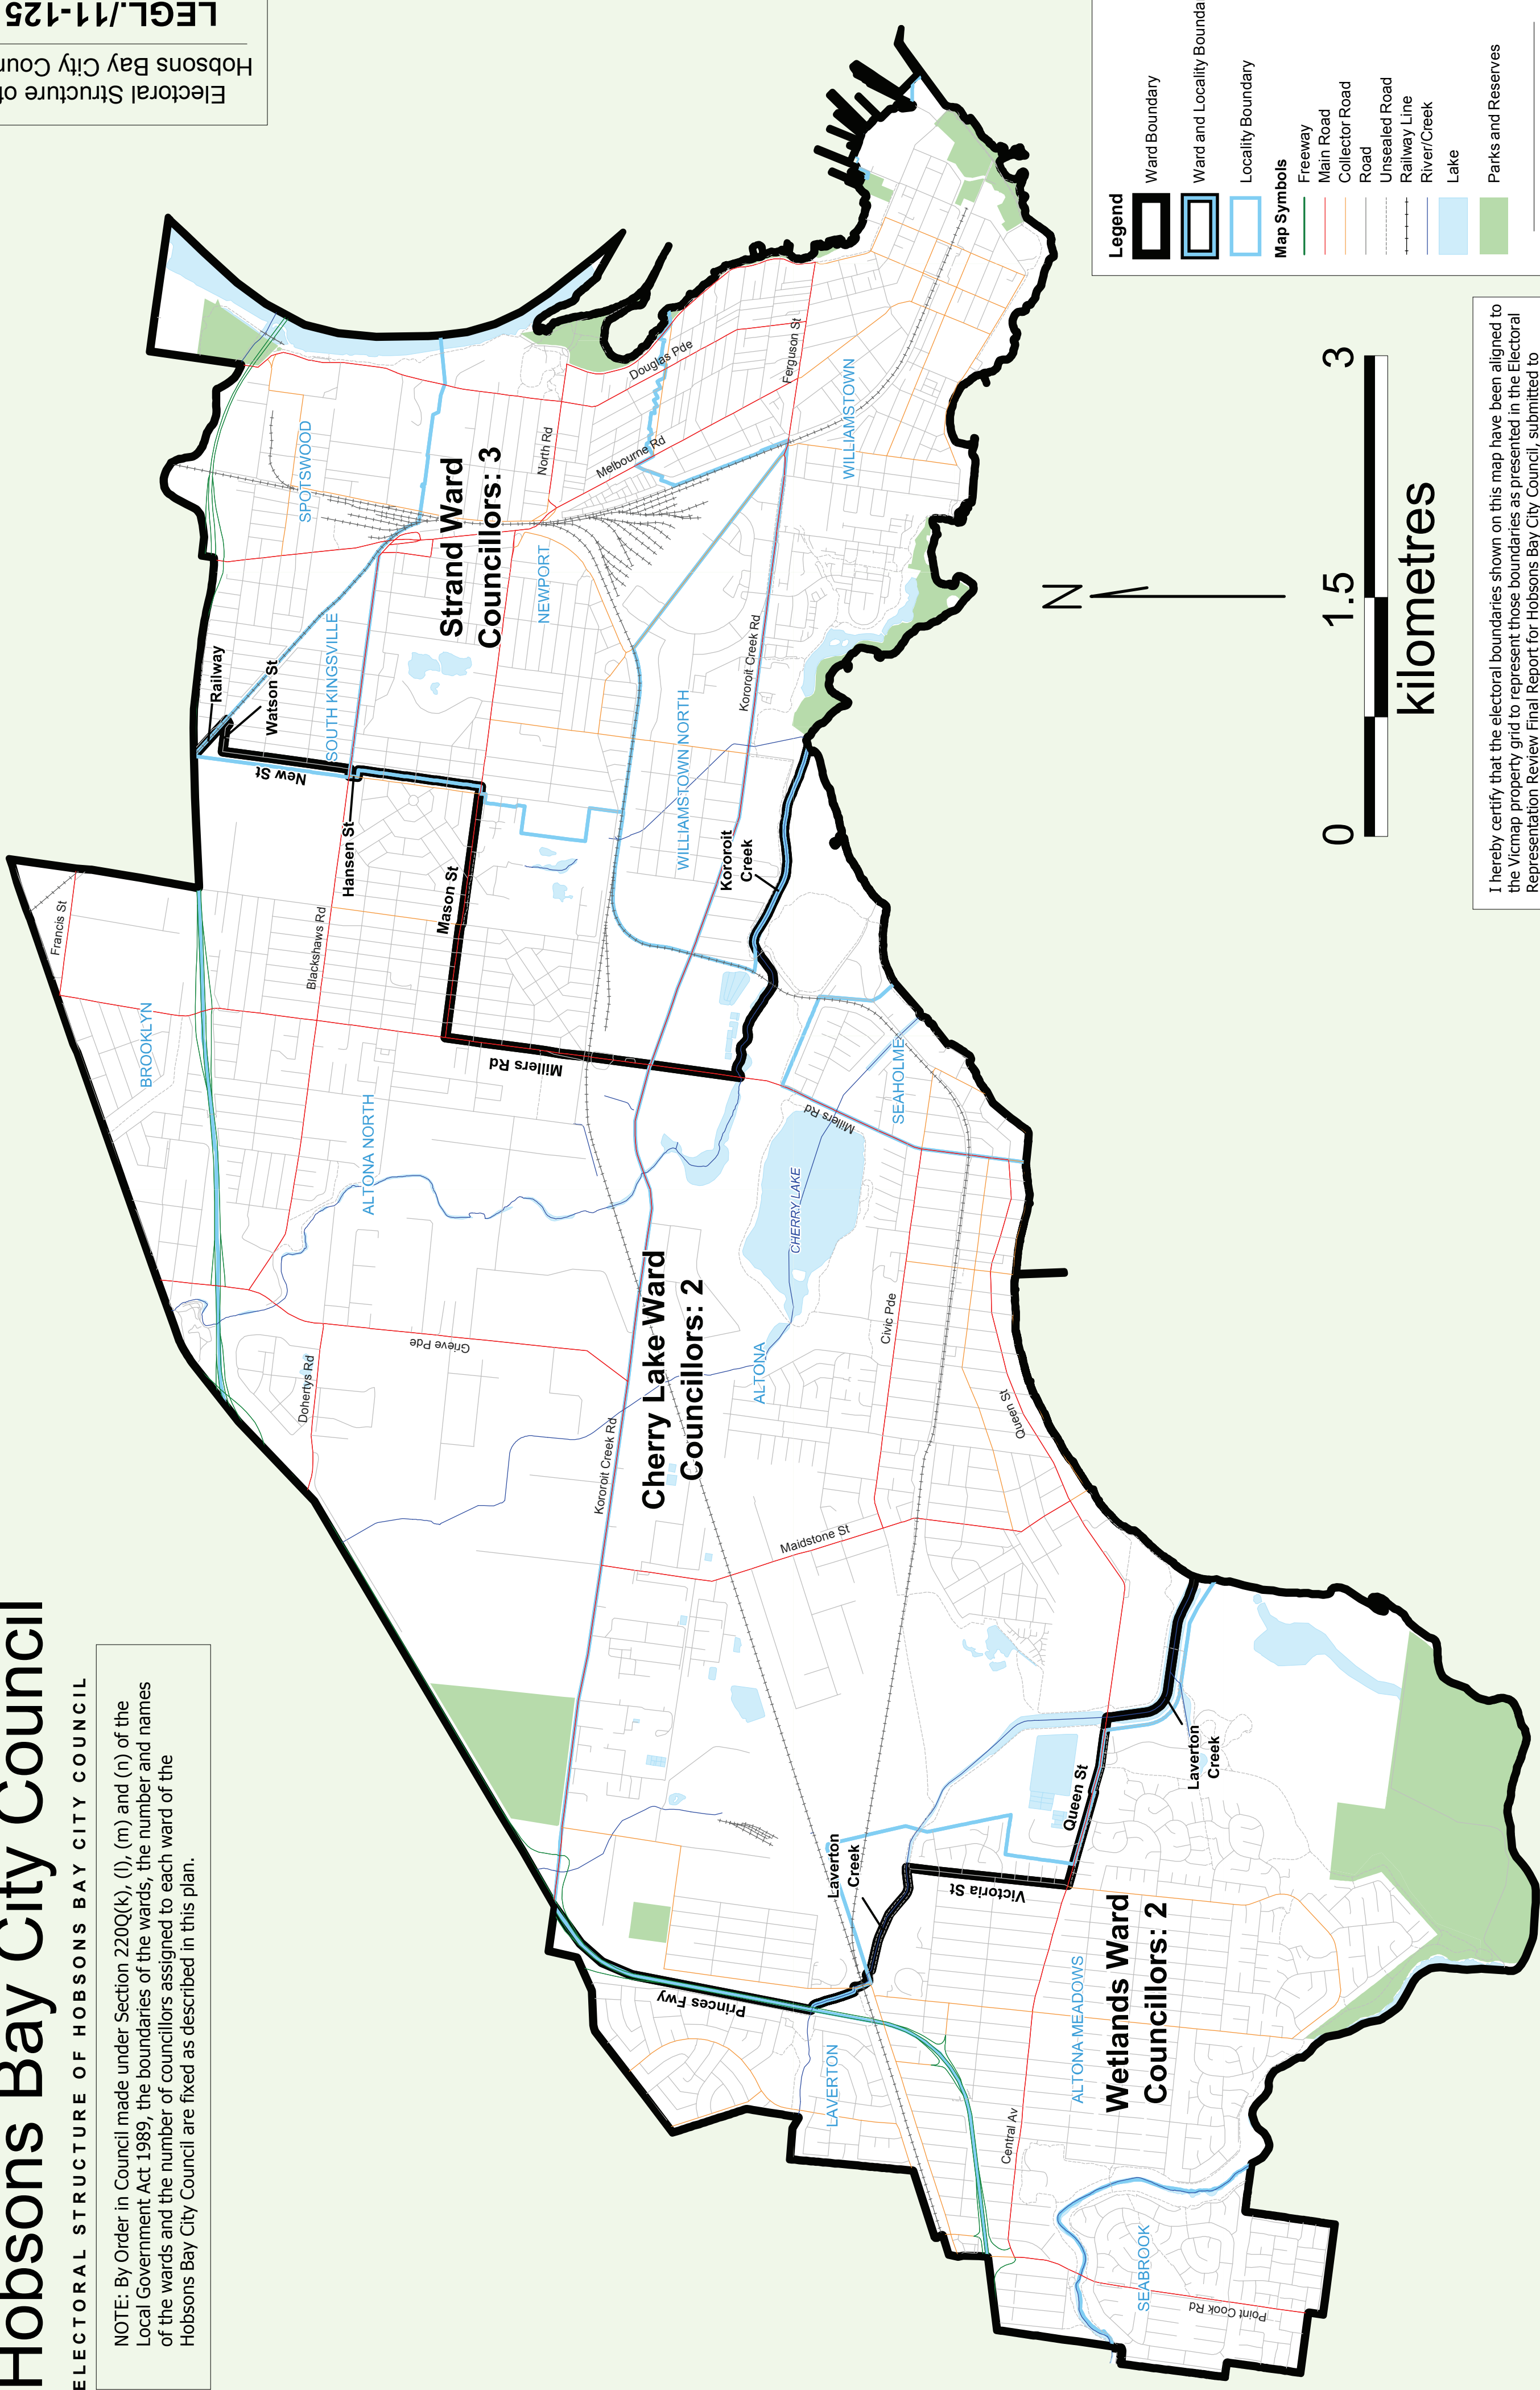 Hobsons Bay City Council
ELECTORAL STRUCTURE OF HOBSONS BAY CITY COUNCIL
NOTE: By Order in Council made under Section 220Q(k), (l), (m) and (n) of the
Local Government Act 1989, the boundaries of the wards, the number and names
of the wards and the number of councillors assigned to each ward of the
Hobsons Bay City Council are fixed as described in this plan.
LEGL./11-125
Electoral Structure of
Hobsons Bay City
Francis St
BROOKLYN
Blackshaws Rd
Hansen St
New St
Railway
Watson St
SOUTH KINGSVILLE
SPOTSWOOD
Strand Ward
Councillors: 3
North Rd
NEWPORT
Douglas Pde
Melbourne Rd
Ferguson St
WILLIAMSTOWN
Mason St
Millers Rd
WILLIAMSTOWN NORTH
Kororoit Creek Rd
Kororoit
Creek
ALTONA NORTH
Dohertys Rd
Grieve Pde
Kororoit Creek Rd
Cherry Lake Ward
Councillors: 2
CHERRY LAKE
Millers Rd
SEAHOLME
ALTONA
Civic Pde
Queen St
Maidstone St
Princes Fwy
Laverton
Creek
Victoria St
Queen St
Laverton
Creek
LAVERTON
Central Av
ALTONA MEADOWS
Wetlands Ward
Councillors: 2
SEABROOK
Point Cook Rd
N
0 1.5 3
kilometres
Legend
Ward Boundary
Ward and Locality
Locality Boundary
Map Symbols
Freeway
Main Road
Collector Road
Road
Unsealed Road
Railway Line
River/Creek
Lake
Parks and Reserves
I hereby certify that the electoral boundaries shown on this map have been aligned to
the Vicmap property grid to represent those boundaries as presented in the Electoral
Representation Review Final Report for Hobsons Bay City Council, submitted to